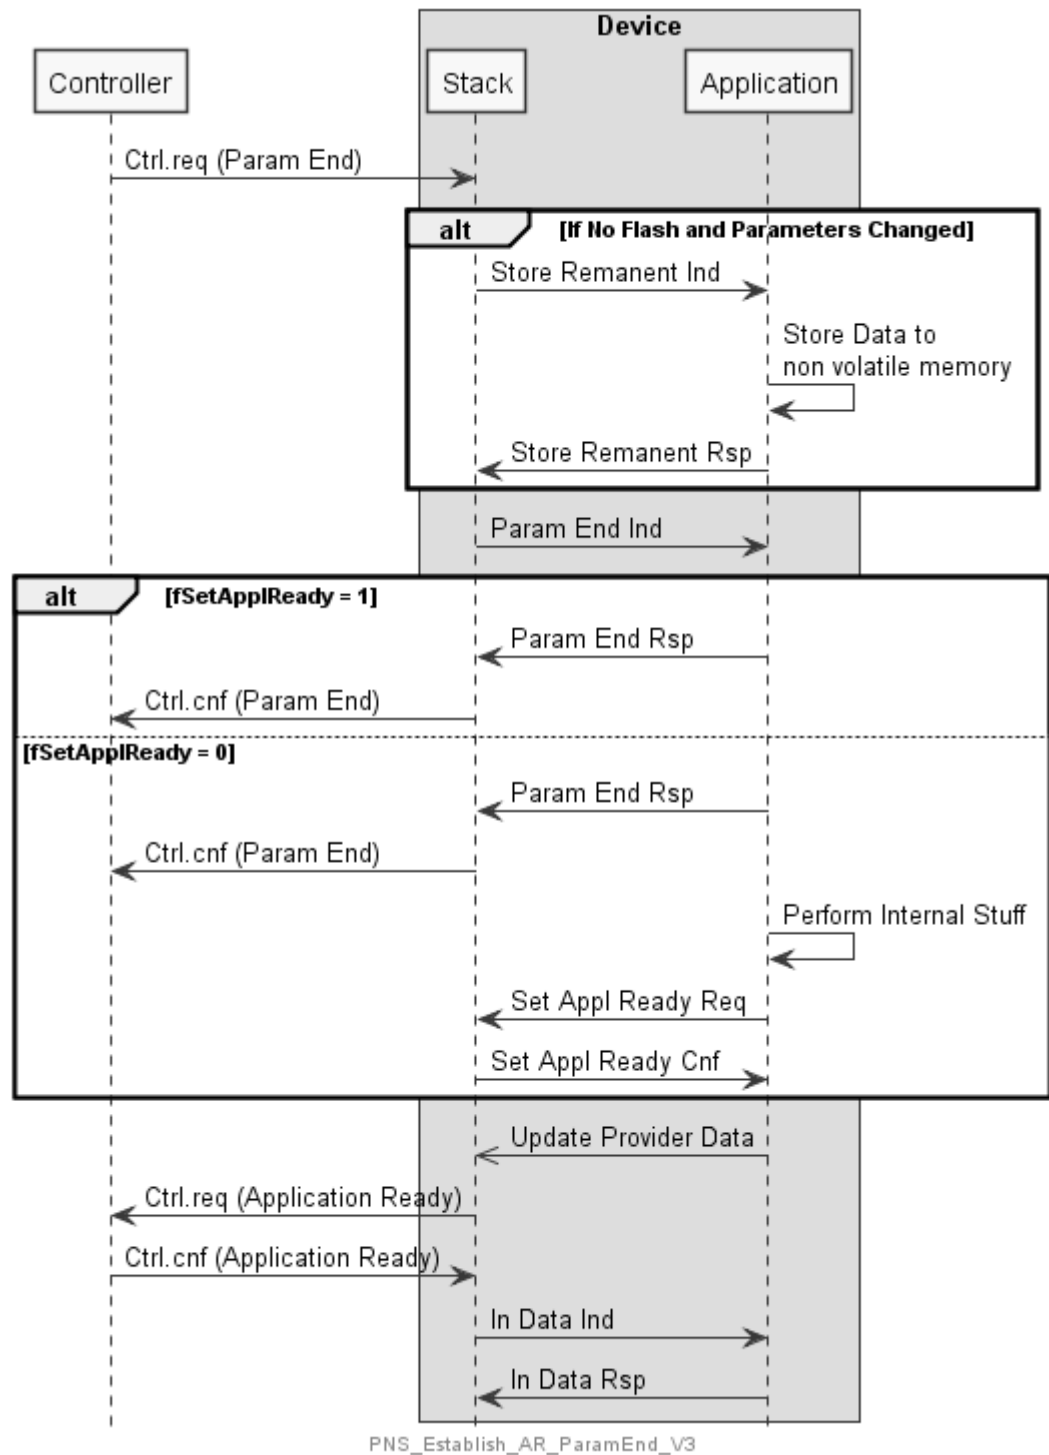 Device
Controller
Stack
Application
Ctrl.req (Param End)
alt
[If No Flash and Parameters Changed]
Store Remanent Ind
Store Data to
non volatile memory
Store Remanent Rsp
Param End Ind
alt
[fSetApplReady = 1]
Param End Rsp
Ctrl.cnf (Param End)
[fSetApplReady = 0]
Param End Rsp
Ctrl.cnf (Param End)
Perform Internal Stuff
Set Appl Ready Req
Set Appl Ready Cnf
Update Provider Data
Ctrl.req (Application Ready)
Ctrl.cnf (Application Ready)
In Data Ind
In Data Rsp
PNS_Establish_AR_ParamEnd_V3